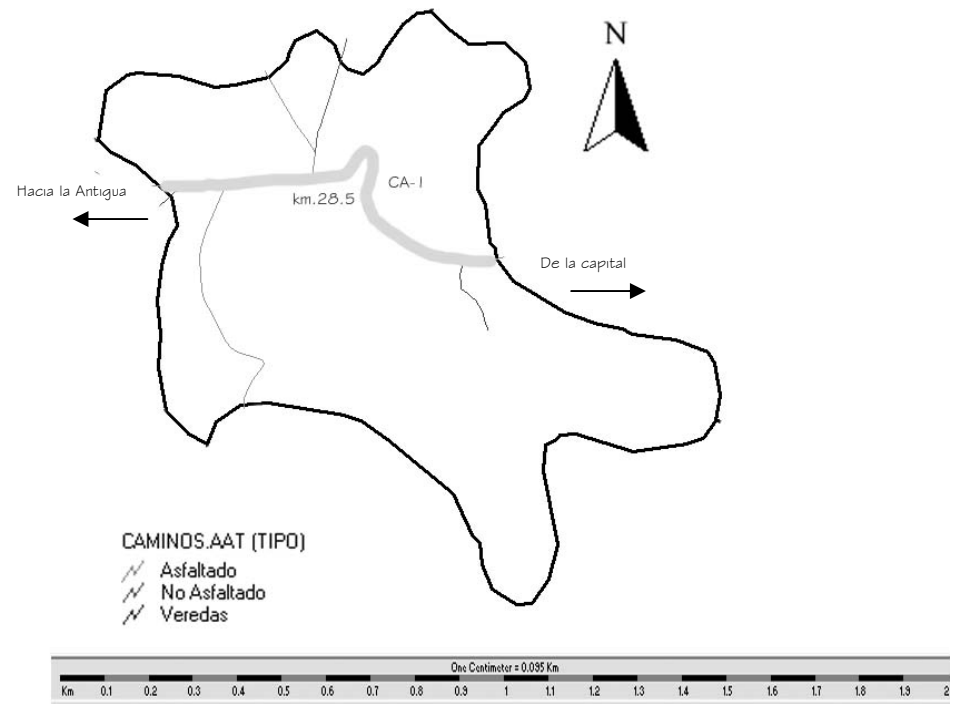 N
CA-1
Hacia la Antigua
km.28.5
De la capital
CAMINOS.AAT (TIPO)
Asfaltado
No Asfaltado
Veredas
One Centimeter = 0.095 Km
Km 0.1 0.2 0.3 0.4 0.5 0.6 0.7 0.8 0.9 1 1.1 1.2 1.3 1.4 1.5 1.6 1.7 1.8 1.9 2